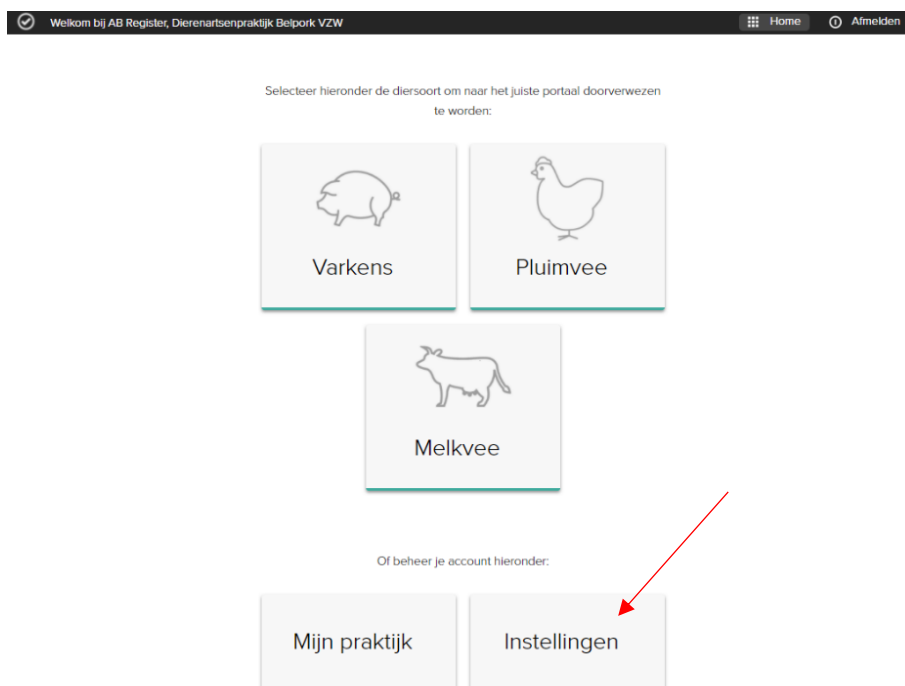 Welkom bij AB Register, Dierenartsenpraktijk Belpork VZW
Home
Afmelden
Selecteer hieronder de diersoort om naar het juiste portaal doorverwezen
te worden:
Varkens
Pluimvee
Melkvee
Of beheer je account hieronder:
Mijn praktijk
Instellingen